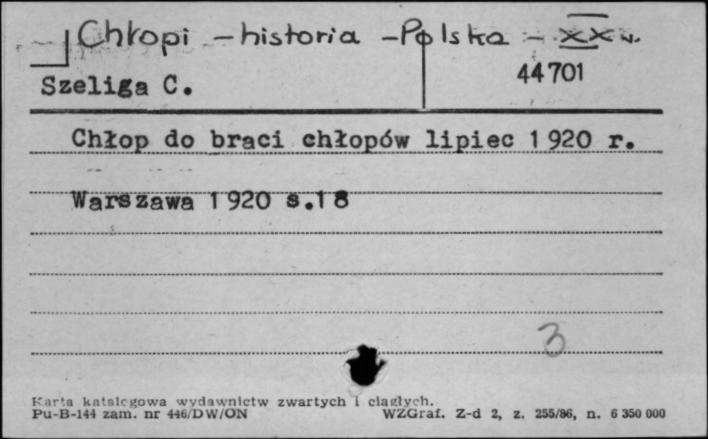 Chłopi - historia - Polska - XX w.
44701
Szeliga C.
Chłop do braci chłopów lipiec 1920 r.
Warszawa 1920 s.18
3
Karta katalogowa wydawnictw zwartych i ciągłych.
Pu-B-144 zam. nr 446/DW/ON WZGraf. Z-d 2, z. 255/86, n. 6 350 000